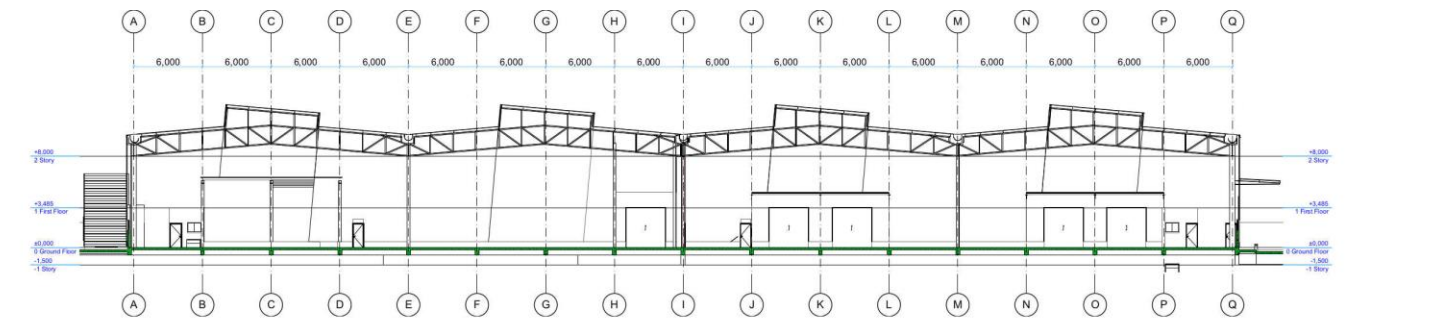 A B C D E F G H I J K L M N O P Q
6,000 6,000 6,000 6,000 6,000 6,000 6,000 6,000 6,000 6,000 6,000 6,000 6,000 6,000 6,000 6,000
+8,000 +8,000
2 Story 2 Story
+3,485 +3,485
1 First Floor 1 First Floor
±0,000 ±0,000
0 Ground Floor 0 Ground Floor
-1,500 -1,500
-1 Story -1 Story
A B C D E F G H I J K L M N O P Q